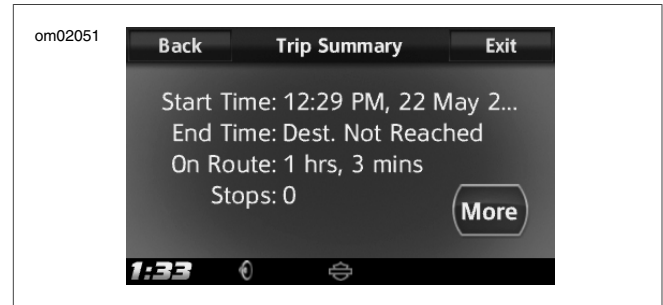 om02051
Back Trip Summary Exit
Start Time: 12:29 PM, 22 May 2...
End Time: Dest. Not Reached
On Route: 1 hrs, 3 mins
Stops: 0
More
1:33